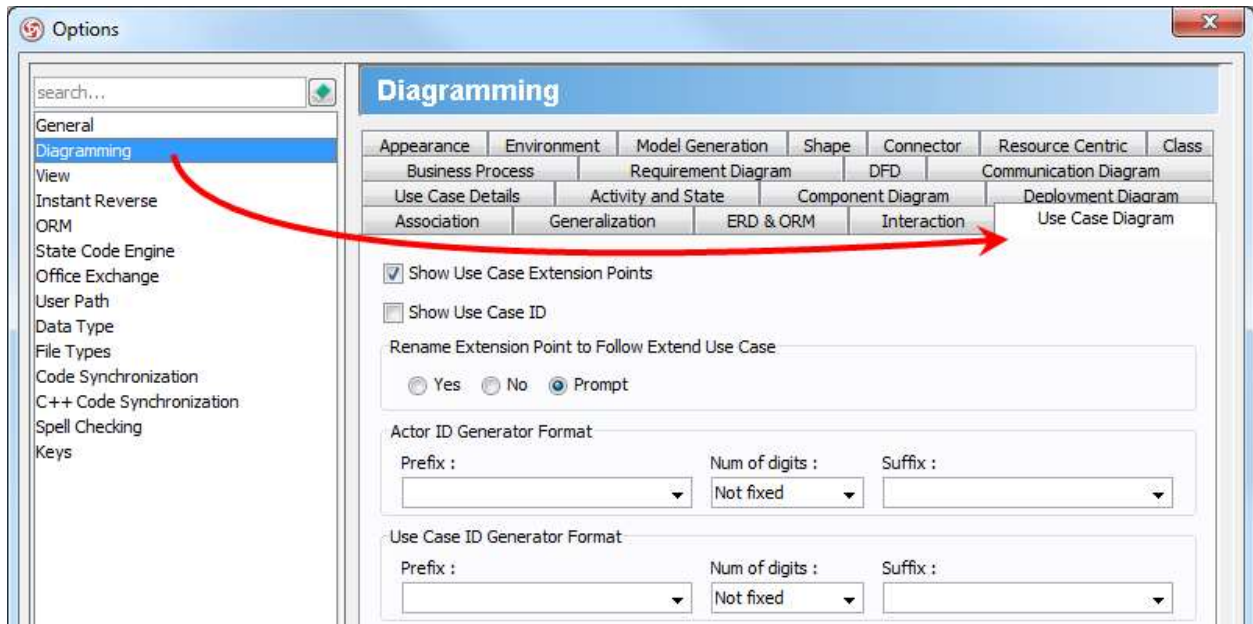 Options
search...
General
Diagramming
View
Instant Reverse
ORM
State Code Engine
Office Exchange
User Path
Data Type
File Types
Code Synchronization
C++ Code Synchronization
Spell Checking
Keys
Diagramming
Appearance Environment Model Generation Shape Connector Resource Centric Class
Business Process Requirement Diagram DFD Communication Diagram
Use Case Details Activity and State Component Diagram Deployment Diagram
Association Generalization ERD & ORM Interaction Use Case Diagram
Show Use Case Extension Points
Show Use Case ID
Rename Extension Point to Follow Extend Use Case
Yes No Prompt
Actor ID Generator Format
Prefix : Num of digits : Suffix :
Not fixed
Use Case ID Generator Format
Prefix : Num of digits : Suffix :
Not fixed